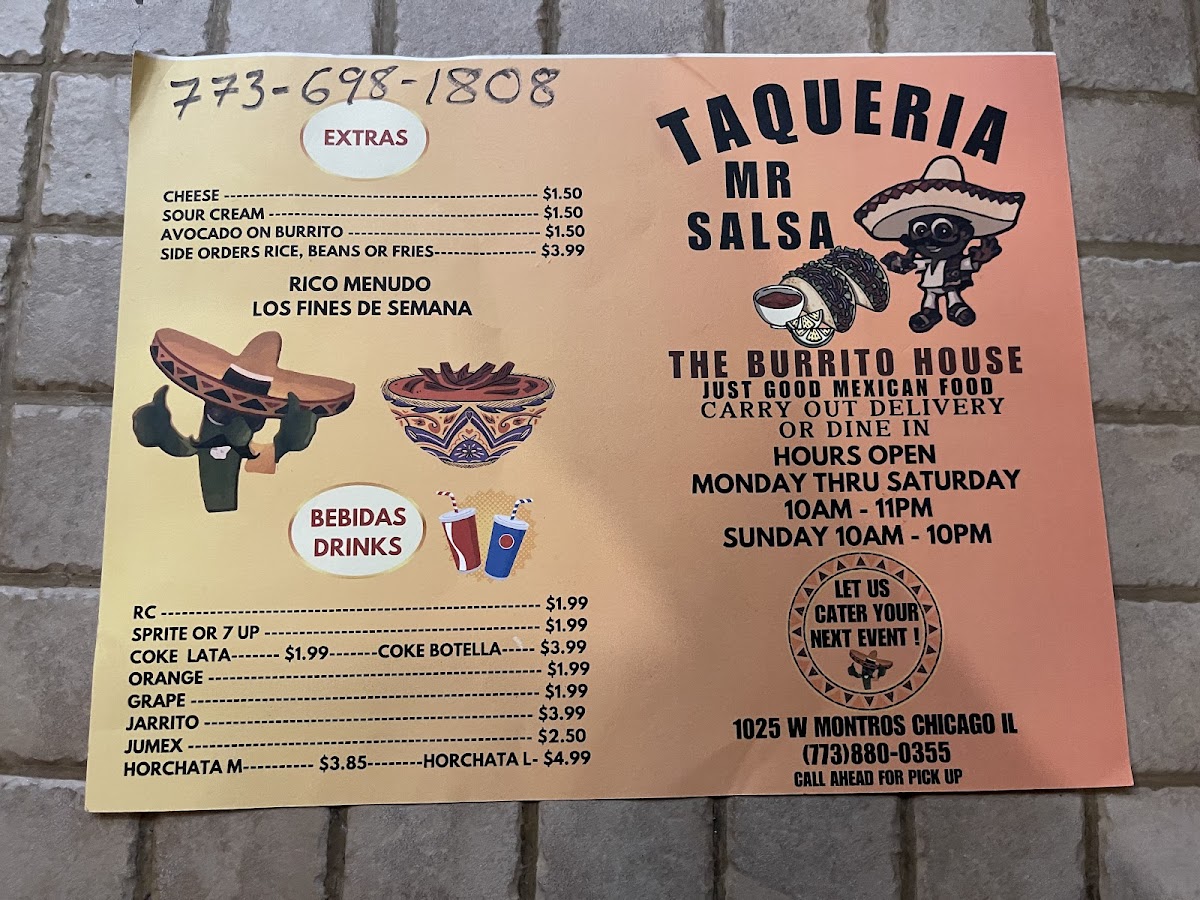 773-698-1808
EXTRAS
CHEESE ---------- $1.50
SOUR CREAM ---------- $1.50
AVOCADO ON BURRITO ---------- $1.50
SIDE ORDERS RICE, BEANS OR FRIES---------- $3.99
RICO MENUDO
LOS FINES DE SEMANA
BEBIDAS
DRINKS
RC ---------- $1.99
SPRITE OR 7 UP ---------- $1.99
COKE LATA------- $1.99-------COKE BOTELLA----- $3.99
ORANGE ---------- $1.99
GRAPE ---------- $1.99
JARRITO ---------- $3.99
JUMEX ---------- $2.50
HORCHATA M---------- $3.85--------HORCHATA L- $4.99
TAQUERIA
MR
SALSA
THE BURRITO HOUSE
JUST GOOD MEXICAN FOOD
CARRY OUT DELIVERY
OR DINE IN
HOURS OPEN
MONDAY THRU SATURDAY
10AM - 11PM
SUNDAY 10AM - 10PM
LET US
CATER YOUR
NEXT EVENT !
1025 W MONTROS CHICAGO IL
(773)880-0355
CALL AHEAD FOR PICK UP